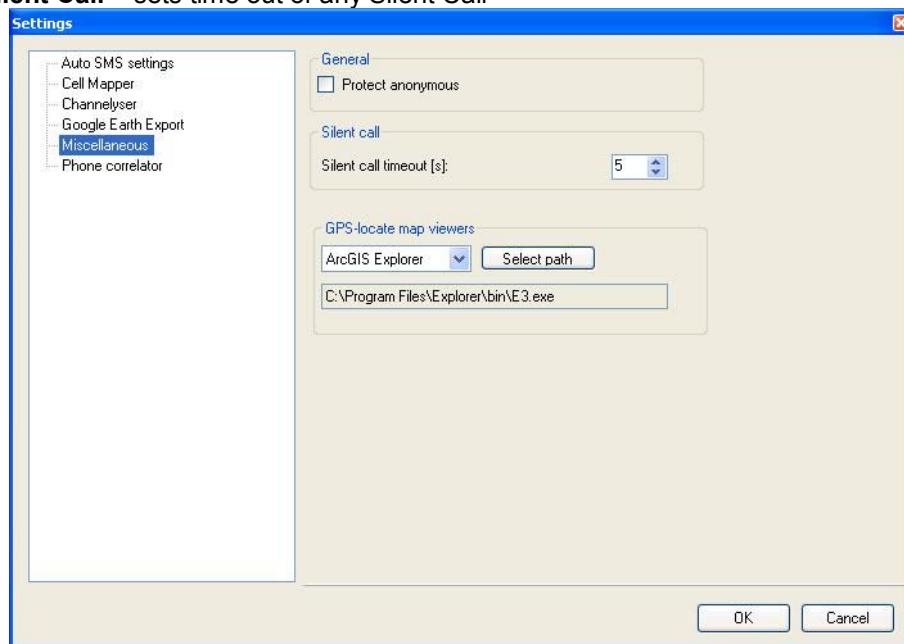 Silent Call – sets time out of any Silent Call
Settings
Auto SMS settings
Cell Mapper
Channelyser
Google Earth Export
Miscellaneous
Phone correlator
General
Protect anonymous
Silent call
Silent call timeout [s]:
5
GPS-locate map viewers
ArcGIS Explorer
Select path
C:\Program Files\Explorer\bin\E3.exe
OK
Cancel